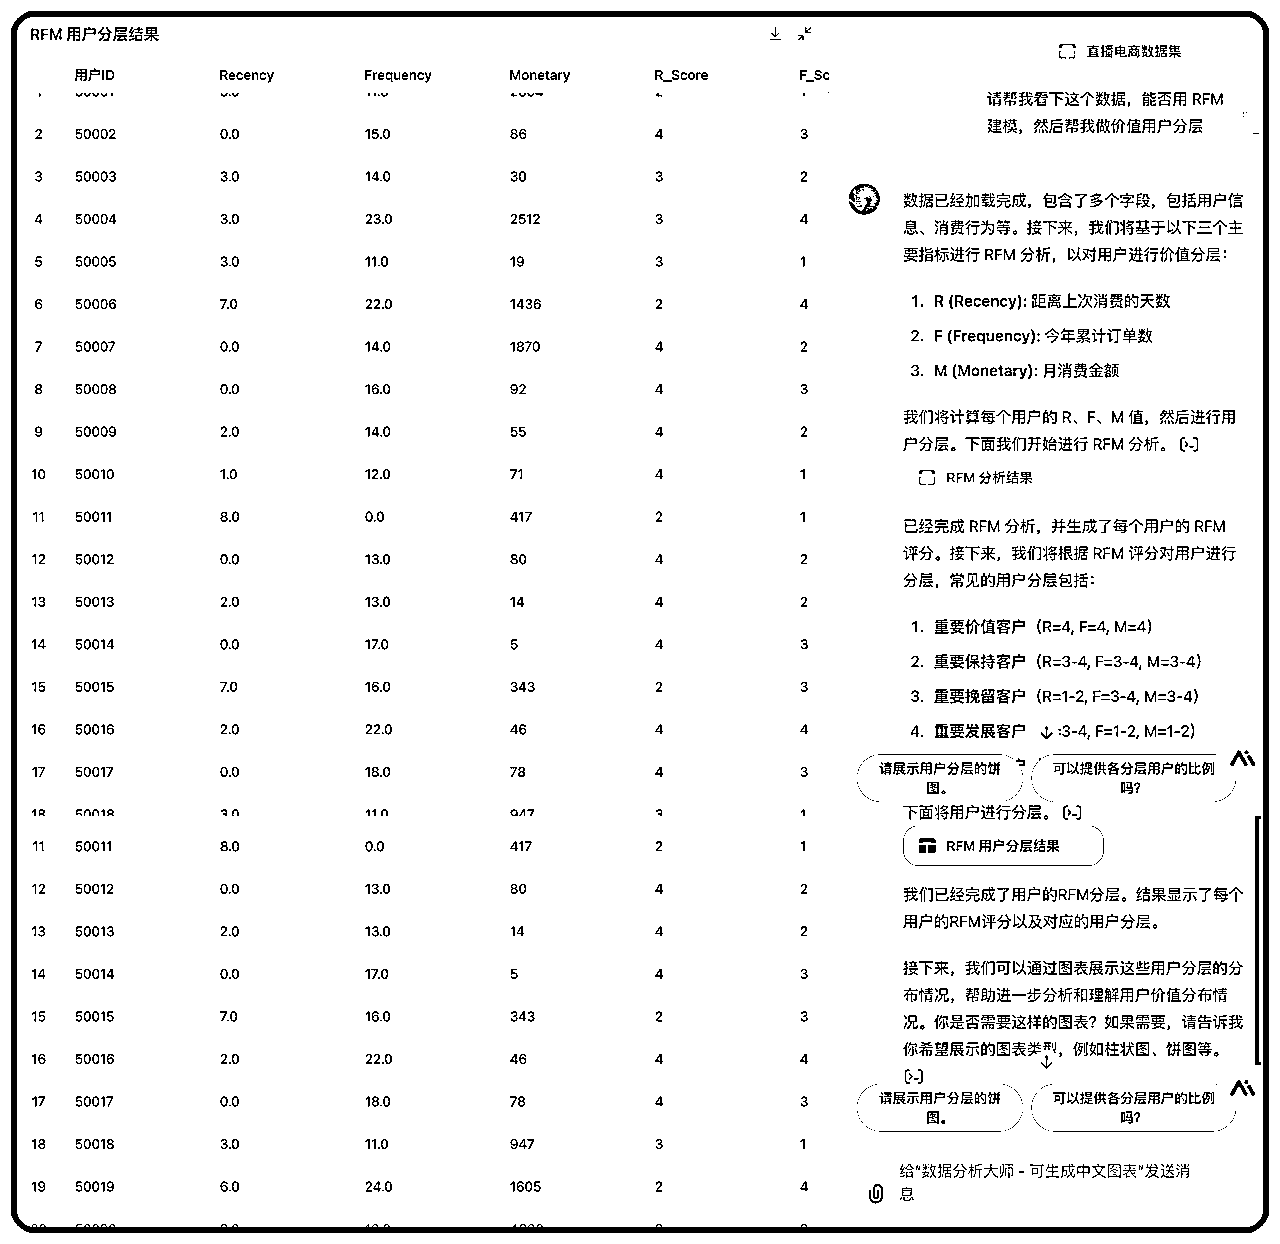 RFM 用户分层结果
用户ID Recency Frequency Monetary R_Score F_Sc
2 50002 0.0 15.0 86 4 3
3 50003 3.0 14.0 30 3 2
4 50004 3.0 23.0 2512 3 4
5 50005 3.0 11.0 19 3 1
6 50006 7.0 22.0 1436 2 4
7 50007 0.0 14.0 1870 4 2
8 50008 0.0 16.0 92 4 3
9 50009 2.0 14.0 55 4 2
10 50010 1.0 12.0 71 4 1
11 50011 8.0 0.0 417 2 1
12 50012 0.0 13.0 80 4 2
13 50013 2.0 13.0 14 4 2
14 50014 0.0 17.0 5 4 3
15 50015 7.0 16.0 343 2 3
16 50016 2.0 22.0 46 4 4
17 50017 0.0 18.0 78 4 3
18 50018 3.0 11.0 947 3 1
11 50011 8.0 0.0 417 2 1
12 50012 0.0 13.0 80 4 2
13 50013 2.0 13.0 14 4 2
14 50014 0.0 17.0 5 4 3
15 50015 7.0 16.0 343 2 3
16 50016 2.0 22.0 46 4 4
17 50017 0.0 18.0 78 4 3
18 50018 3.0 11.0 947 3 1
19 50019 6.0 24.0 1605 2 4
直播电商数据集
请帮我看下这个数据，能否用 RFM
建模，然后帮我做价值用户分层
数据已经加载完成，包含了多个字段，包括用户信
息、消费行为等。接下来，我们将基于以下三个主
要指标进行 RFM 分析，以对用户进行价值分层：
1. R (Recency): 距离上次消费的天数
2. F (Frequency): 今年累计订单数
3. M (Monetary): 月消费金额
我们将计算每个用户的 R、F、M 值，然后进行用
户分层。下面我们开始进行 RFM 分析。 [>-]
RFM 分析结果
已经完成 RFM 分析，并生成了每个用户的 RFM
评分。接下来，我们将根据 RFM 评分对用户进行
分层，常见的用户分层包括：
1. 重要价值客户（R=4, F=4, M=4）
2. 重要保持客户（R=3-4, F=3-4, M=3-4）
3. 重要挽留客户（R=1-2, F=3-4, M=3-4）
4. 重要发展客户 :3-4, F=1-2, M=1-2）
请展示用户分层的饼
图。
可以提供各分层用户的比例
吗？
下面将用户进行分层。 [>-]
RFM 用户分层结果
我们已经完成了用户的RFM分层。结果显示了每个
用户的RFM评分以及对应的用户分层。
接下来，我们可以通过图表展示这些用户分层的分
布情况，帮助进一步分析和理解用户价值分布情
况。你是否需要这样的图表？如果需要，请告诉我
你希望展示的图表类型，例如柱状图、饼图等。
[>-]
请展示用户分层的饼
图。
可以提供各分层用户的比例
吗？
给“数据分析大师 - 可生成中文图表”发送消
息